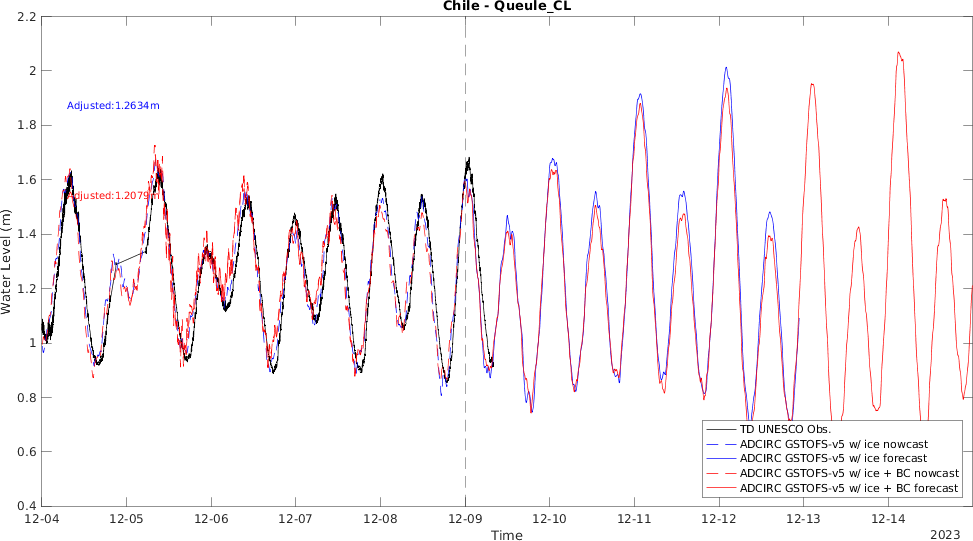 Chile - Queule_CL
2.2
2
1.8
1.6
1.4
1.2
1
0.8
0.6
0.4
Water Level (m)
Adjusted:1.2634m
Adjusted:1.2079m
TD UNESCO Obs.
ADCIRC GSTOFS-v5 w/ ice nowcast
ADCIRC GSTOFS-v5 w/ ice forecast
ADCIRC GSTOFS-v5 w/ ice + BC nowcast
ADCIRC GSTOFS-v5 w/ ice + BC forecast
12-04 12-05 12-06 12-07 12-08 12-09 12-10 12-11 12-12 12-13 12-14
Time
2023